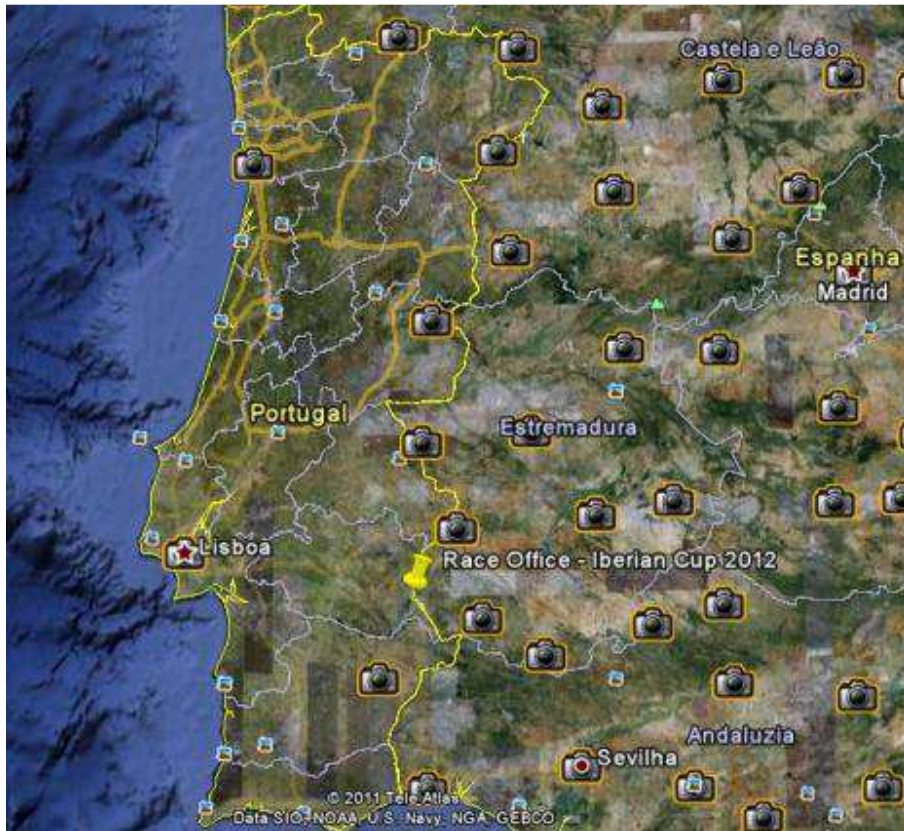 Castela e Leão
Espanha
Madrid
Portugal
Estremadura
Lisboa
Race Office - Iberian Cup 2012
Andaluzia
Sevilha
© 2011 Tele Atlas
Data SIO, NOAA, U.S. Navy, NGA, GEBCO